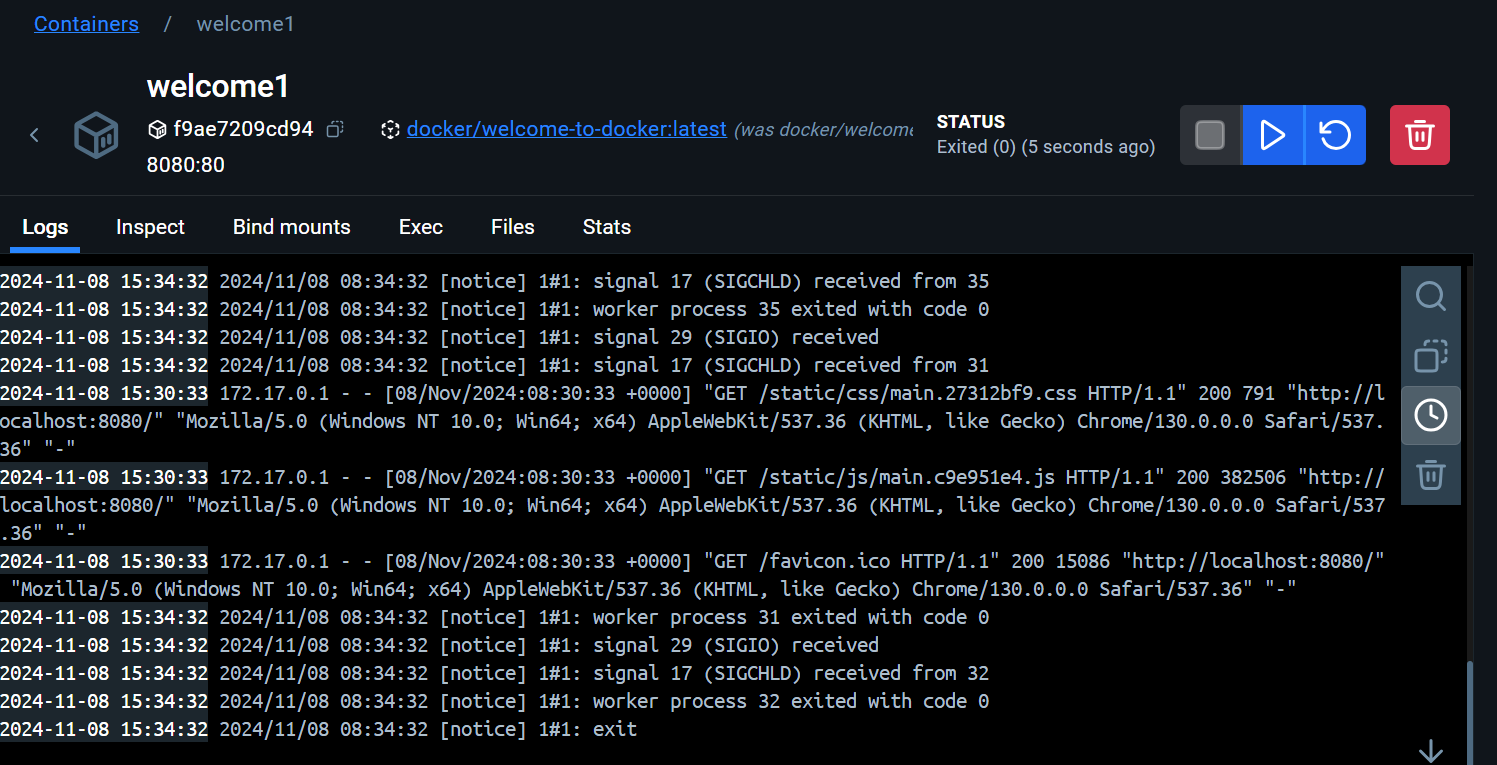 Containers / welcome1
welcome1
f9ae7209cd94 docker/welcome-to-docker:latest (was docker/welcome
8080:80
STATUS
Exited (0) (5 seconds ago)
Logs Inspect Bind mounts Exec Files Stats
2024-11-08 15:34:32 2024/11/08 08:34:32 [notice] 1#1: signal 17 (SIGCHLD) received from 35
2024-11-08 15:34:32 2024/11/08 08:34:32 [notice] 1#1: worker process 35 exited with code 0
2024-11-08 15:34:32 2024/11/08 08:34:32 [notice] 1#1: signal 29 (SIGIO) received
2024-11-08 15:34:32 2024/11/08 08:34:32 [notice] 1#1: signal 17 (SIGCHLD) received from 31
2024-11-08 15:30:33 172.17.0.1 - - [08/Nov/2024:08:30:33 +0000] "GET /static/css/main.27312bf9.css HTTP/1.1" 200 791 "http://l
ocalhost:8080/" "Mozilla/5.0 (Windows NT 10.0; Win64; x64) AppleWebKit/537.36 (KHTML, like Gecko) Chrome/130.0.0.0 Safari/537.
36" "-"
2024-11-08 15:30:33 172.17.0.1 - - [08/Nov/2024:08:30:33 +0000] "GET /static/js/main.c9e951e4.js HTTP/1.1" 200 382506 "http://
localhost:8080/" "Mozilla/5.0 (Windows NT 10.0; Win64; x64) AppleWebKit/537.36 (KHTML, like Gecko) Chrome/130.0.0.0 Safari/537
.36" "-"
2024-11-08 15:30:33 172.17.0.1 - - [08/Nov/2024:08:30:33 +0000] "GET /favicon.ico HTTP/1.1" 200 15086 "http://localhost:8080/"
"Mozilla/5.0 (Windows NT 10.0; Win64; x64) AppleWebKit/537.36 (KHTML, like Gecko) Chrome/130.0.0.0 Safari/537.36" "-"
2024-11-08 15:34:32 2024/11/08 08:34:32 [notice] 1#1: worker process 31 exited with code 0
2024-11-08 15:34:32 2024/11/08 08:34:32 [notice] 1#1: signal 29 (SIGIO) received
2024-11-08 15:34:32 2024/11/08 08:34:32 [notice] 1#1: signal 17 (SIGCHLD) received from 32
2024-11-08 15:34:32 2024/11/08 08:34:32 [notice] 1#1: worker process 32 exited with code 0
2024-11-08 15:34:32 2024/11/08 08:34:32 [notice] 1#1: exit